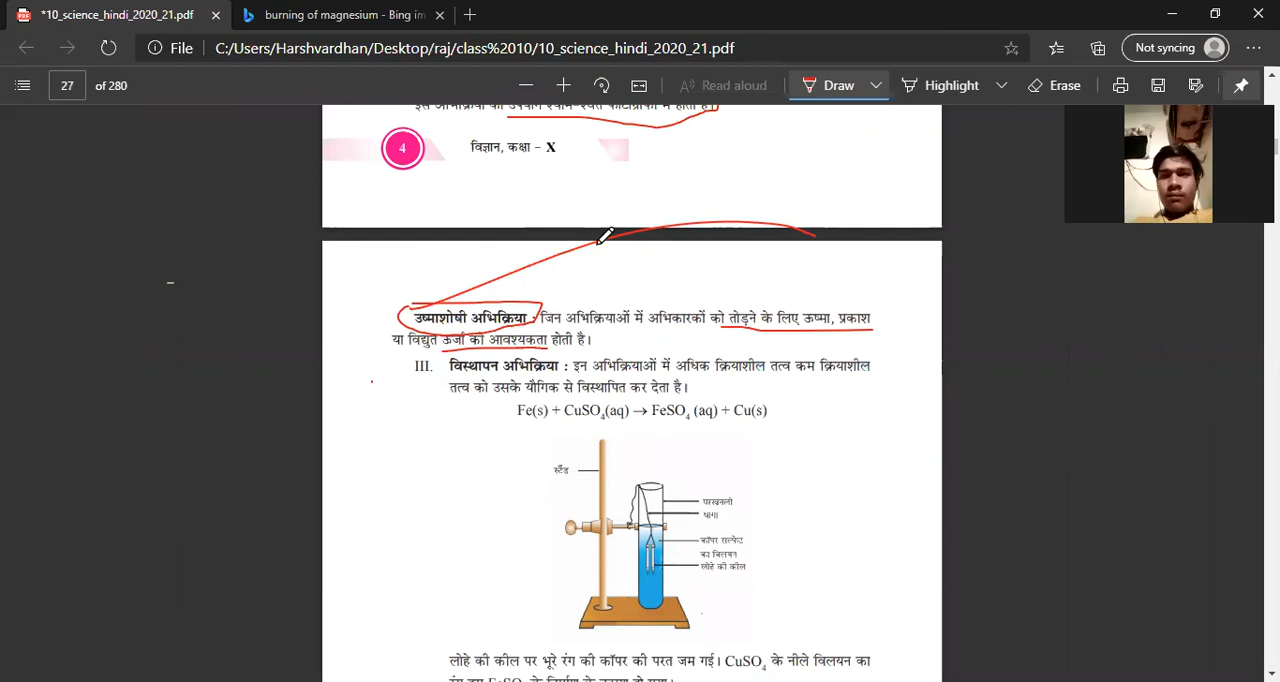 *10_science_hindi_2020_21.pdf
burning of magnesium - Bing im
File
C:/Users/Harshvardhan/Desktop/raj/class%2010/10_science_hindi_2020_21.pdf
Not syncing
27 of 280
Read aloud
Draw
Highlight
Erase
4
विज्ञान, कक्षा – X
उष्माशोषी अभिक्रिया : जिन अभिक्रियाओं में अभिकारकों को तोड़ने के लिए ऊष्मा, प्रकाश
या विद्युत ऊर्जा की आवश्यकता होती है।
III. विस्थापन अभिक्रिया : इन अभिक्रियाओं में अधिक क्रियाशील तत्व कम क्रियाशील
तत्व को उसके यौगिक से विस्थापित कर देता है।
Fe(s) + CuSO₄(aq) → FeSO₄ (aq) + Cu(s)
स्टैंड
परखनली
धागा
कॉपर सल्फेट
का विलयन
लोहे की कील
लोहे की कील पर भूरे रंग की कॉपर की परत जम गई। CuSO₄ के नीले विलयन का